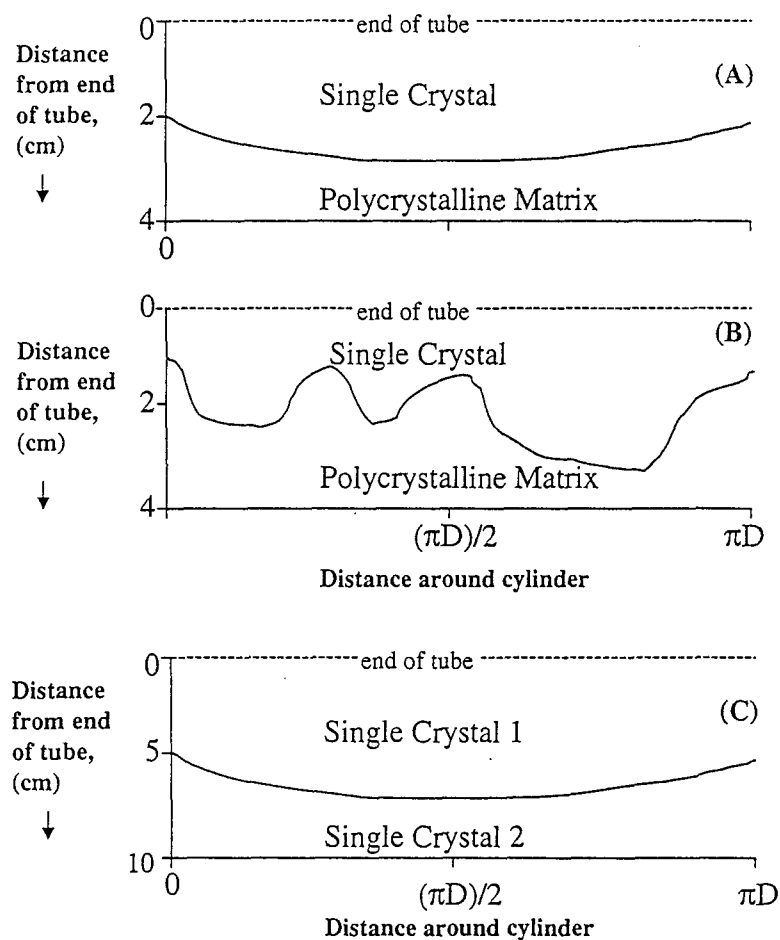 0
end of tube
Distance
from end
of tube,
(cm)
(A)
Single Crystal
2
Polycrystalline Matrix
4
0
0
end of tube
(B)
Distance
from end
of tube,
(cm)
Single Crystal
2
Polycrystalline Matrix
4
(πD)/2
πD
Distance around cylinder
0
end of tube
Distance
from end
of tube,
(cm)
(C)
Single Crystal 1
5
Single Crystal 2
10
0
(πD)/2
πD
Distance around cylinder